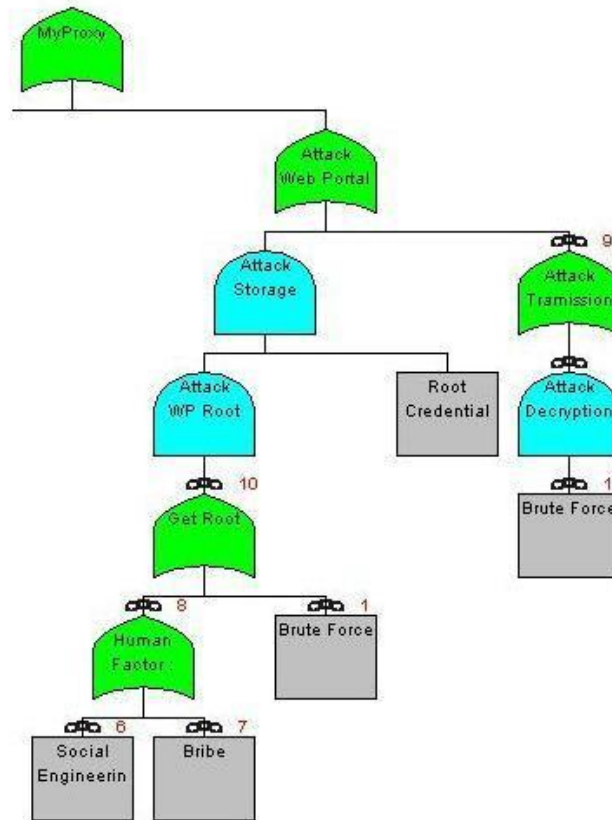 MyProxy
Attack
Web Portal
9
Attack
Storage
Attack
Tramission
Attack
WP Root
Root
Credential
Attack
Decryption
10
1
Get Root
Brute Force
8
1
Human
Factor :
Brute Force
6
7
Social
Engineerin
Bribe